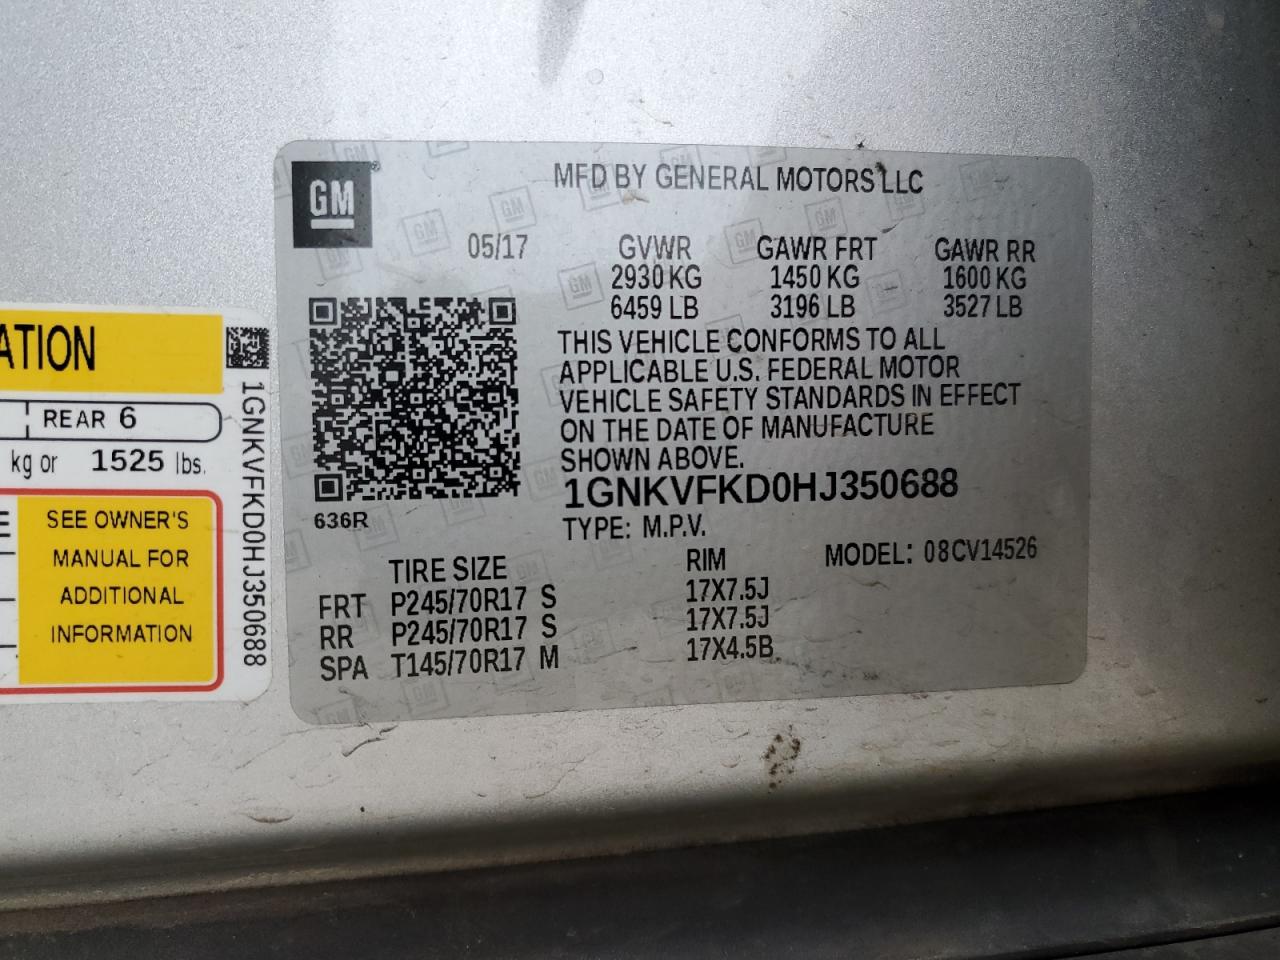 GM
MFD BY GENERAL MOTORS LLC
05/17
GVWR GAWR FRT GAWR RR
2930 KG 1450 KG 1600 KG
6459 LB 3196 LB 3527 LB
THIS VEHICLE CONFORMS TO ALL
APPLICABLE U.S. FEDERAL MOTOR
VEHICLE SAFETY STANDARDS IN EFFECT
ON THE DATE OF MANUFACTURE
SHOWN ABOVE.
1GNKVFKD0HJ350688
636R
TYPE: M.P.V.
TIRE SIZE RIM MODEL: 08CV14526
FRT P245/70R17 S 17X7.5J
RR P245/70R17 S 17X7.5J
SPA T145/70R17 M 17X4.5B
ATION
REAR 6
kg or 1525 lbs.
E
SEE OWNER'S
MANUAL FOR
ADDITIONAL
INFORMATION
1GNKVFKD0HJ350688